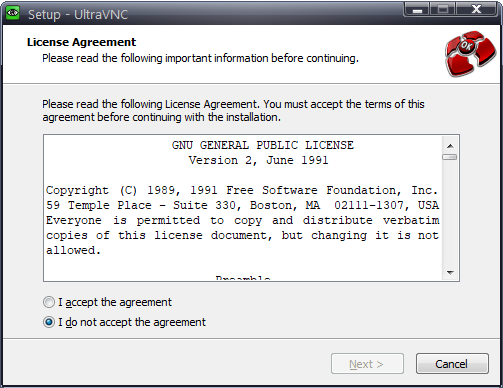 Setup - UltraVNC
License Agreement
Please read the following important information before continuing.
OK
Please read the following License Agreement. You must accept the terms of this
agreement before continuing with the installation.
GNU GENERAL PUBLIC LICENSE
Version 2, June 1991
Copyright (C) 1989, 1991 Free Software Foundation, Inc.
59 Temple Place - Suite 330, Boston, MA  02111-1307, USA
Everyone is permitted to copy and distribute verbatim
copies of this license document, but changing it is not
allowed.
Preamble
I accept the agreement
I do not accept the agreement
Next >
Cancel